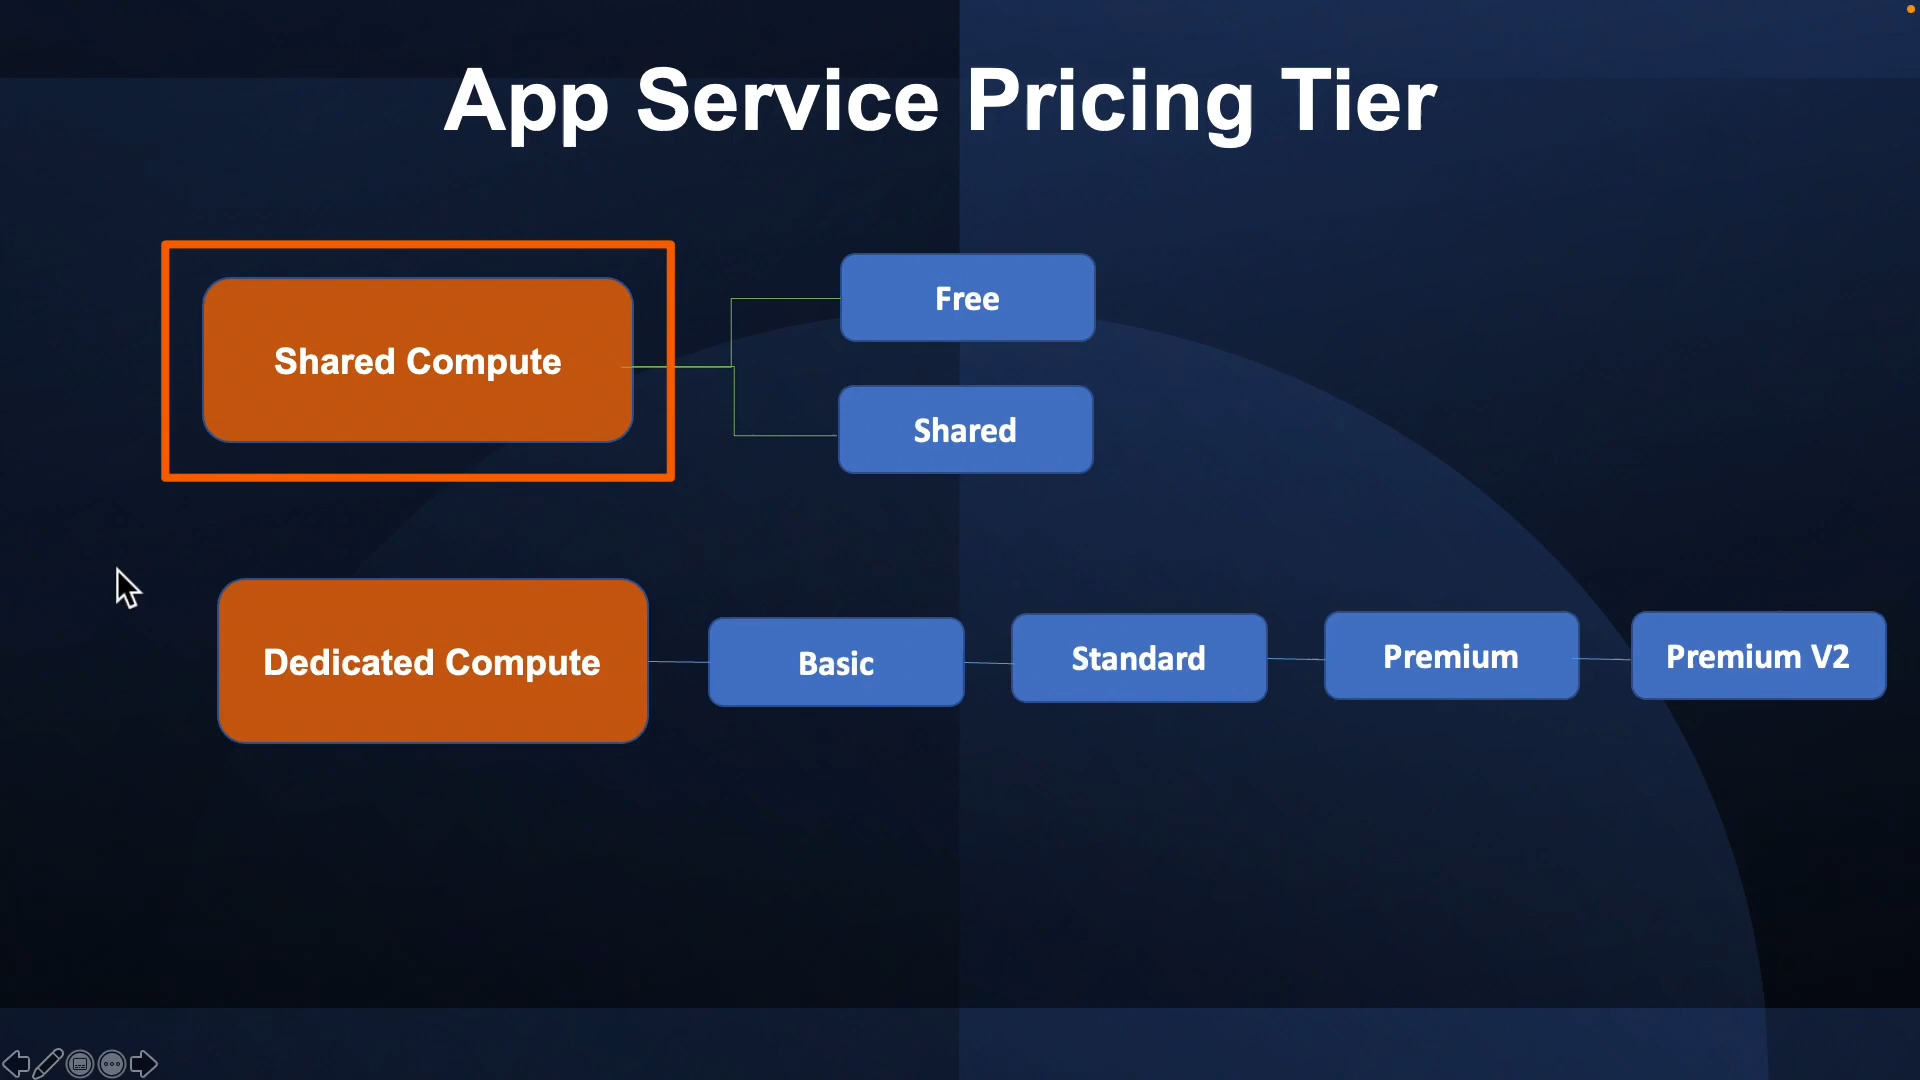 App Service Pricing Tier
Shared Compute
Free
Shared
Dedicated Compute
Basic
Standard
Premium
Premium V2